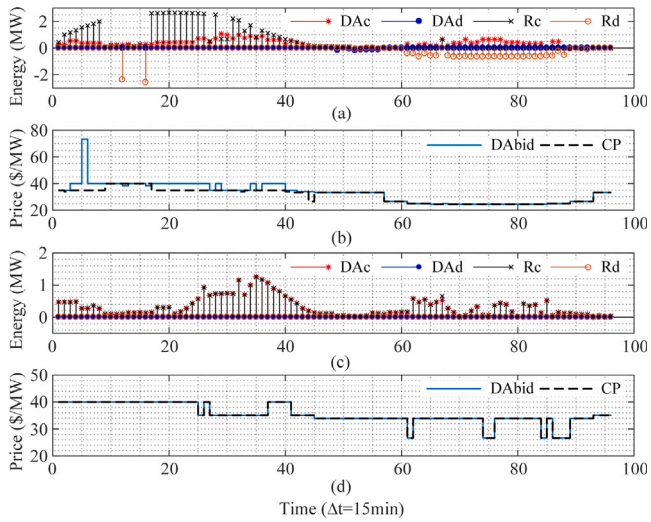 DAc DAd Rc Rd
Energy (MW)
2
0
2
0 20 40 60 80 100
(a)
DAbid CP
Price ($/MW)
80
60
40
20
0 20 40 60 80 100
(b)
DAc DAd Rc Rd
Energy (MW)
2
1
0
0 20 40 60 80 100
(c)
DAbid CP
Price ($/MW)
50
40
30
20
0 20 40 60 80 100
(d)
Time (Δt=15min)